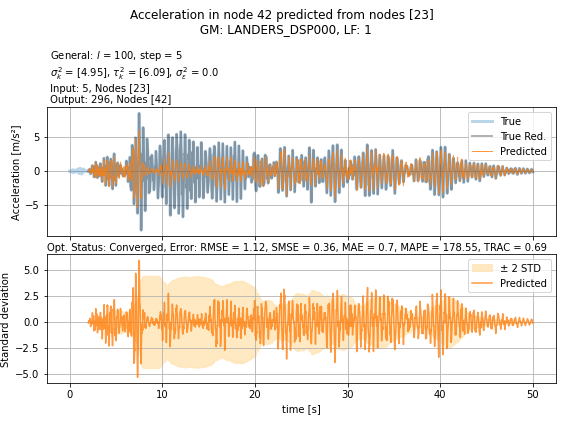 Acceleration in node 42 predicted from nodes [23]
GM: LANDERS_DSP000, LF: 1
General: l = 100, step = 5
σ²ₖ = [4.95], τ²ₖ = [6.09], σ²ε = 0.0
Input: 5, Nodes [23]
Output: 296, Nodes [42]
Acceleration [m/s²]
5
0
−5
True
True Red.
Predicted
Opt. Status: Converged, Error: RMSE = 1.12, SMSE = 0.36, MAE = 0.7, MAPE = 178.55, TRAC = 0.69
Standard deviation
5.0
2.5
0.0
−2.5
−5.0
± 2 STD
Predicted
0 10 20 30 40 50
time [s]